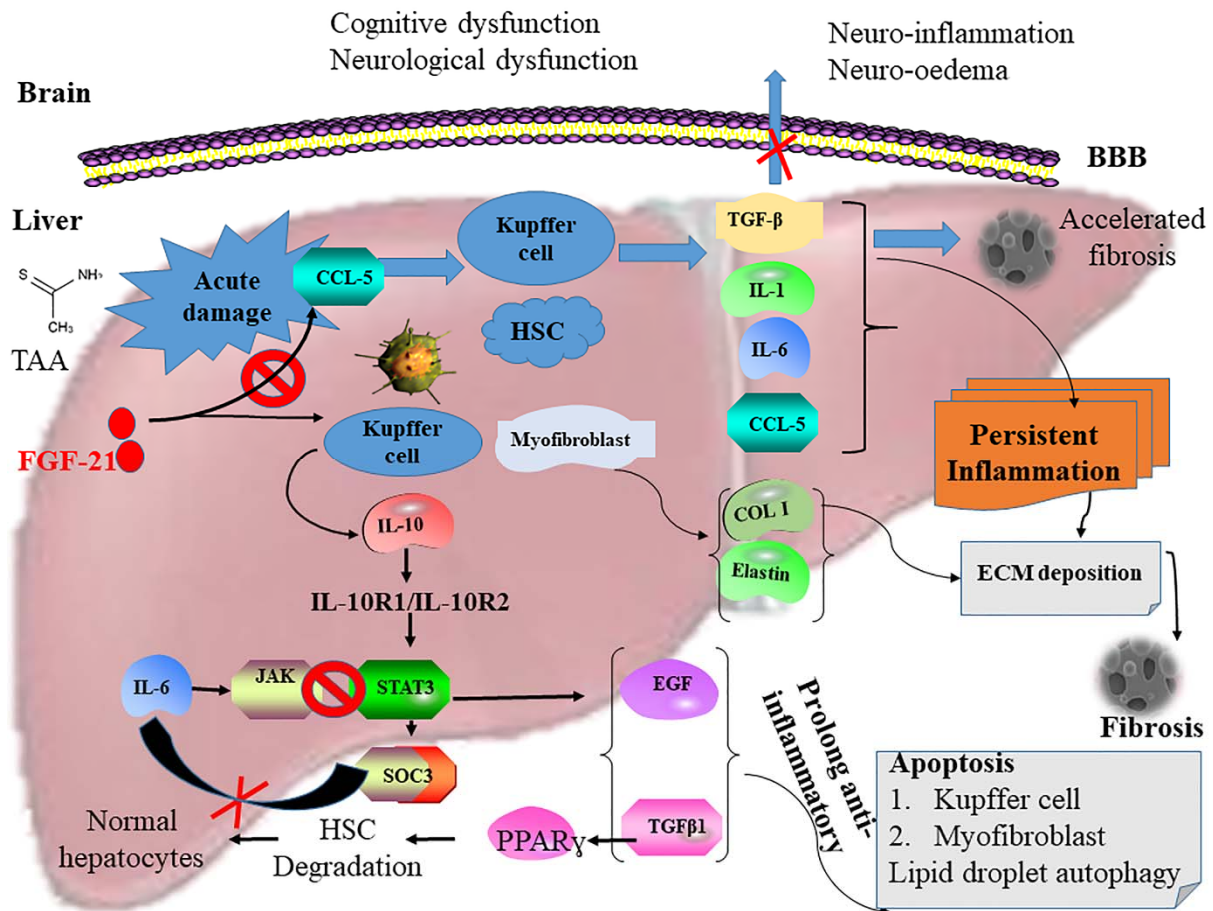 Cognitive dysfunction
Neurological dysfunction
Neuro-inflammation
Neuro-oedema
Brain
BBB
Liver
S
NH₂
CH₃
TAA
Acute
damage
CCL-5
Kupffer
cell
HSC
TGF-β
IL-1
IL-6
CCL-5
Accelerated
fibrosis
FGF-21
Kupffer
cell
Myofibroblast
Persistent
Inflammation
IL-10
COL I
Elastin
ECM deposition
IL-10R1/IL-10R2
IL-6
JAK
STAT3
EGF
Fibrosis
SOC3
Prolong anti-
inflammatory
Normal
hepatocytes
HSC
Degradation
PPARɣ
TGFβ1
Apoptosis
1. Kupffer cell
2. Myofibroblast
Lipid droplet autophagy